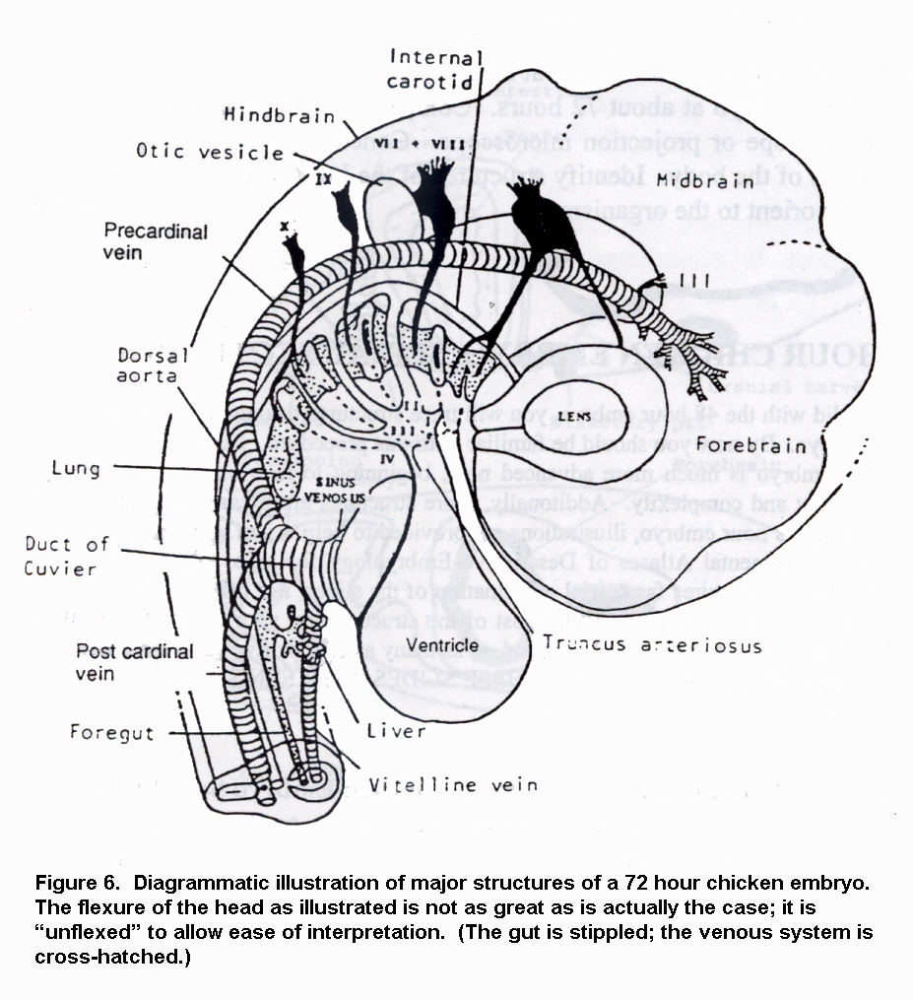 Internal
carotid
Hindbrain
Otic vesicle
VII + VIII
IX
X
Midbrain
Precardinal
vein
III
Dorsal
aorta
LENS
II
III
I
IV
Forebrain
Lung
SINUS
VENOSUS
Duct of
Cuvier
Ventricle
Truncus arteriosus
Post cardinal
vein
Foregut
Liver
Vitelline vein
Figure 6. Diagrammatic illustration of major structures of a 72 hour chicken embryo.
The flexure of the head as illustrated is not as great as is actually the case; it is
“unflexed” to allow ease of interpretation. (The gut is stippled; the venous system is
cross-hatched.)